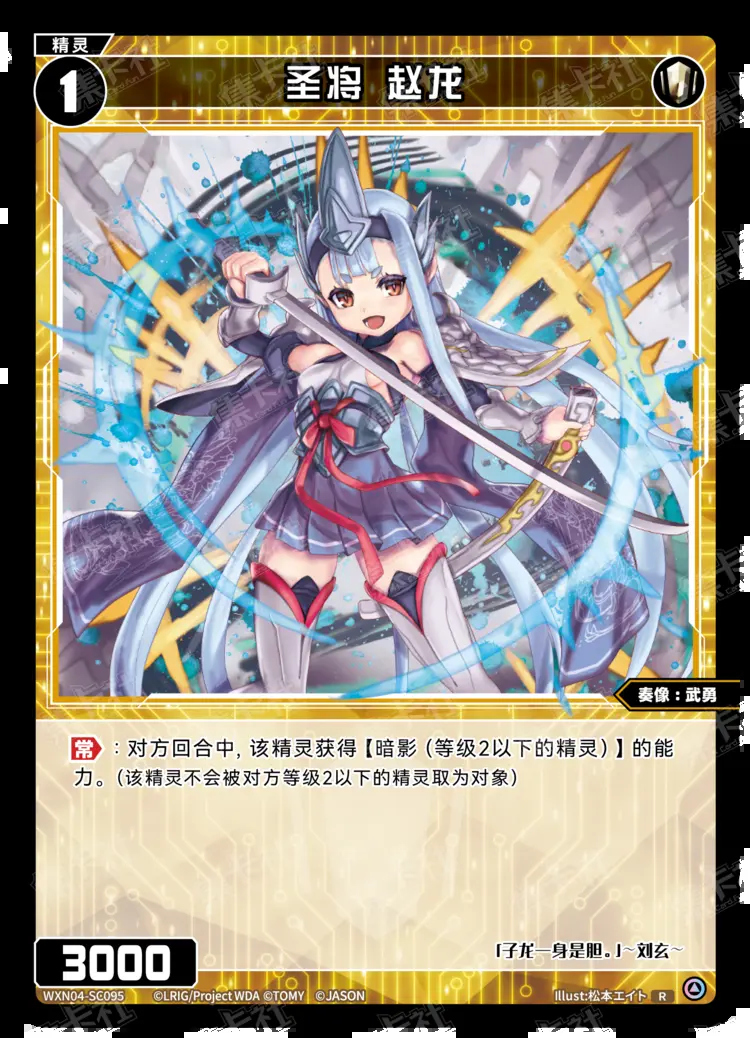 精灵
1
圣将 赵龙
奏像：武勇
常：对方回合中，该精灵获得【暗影（等级2以下的精灵）】的能
力。（该精灵不会被对方等级2以下的精灵取为对象）
「子龙一身是胆。」～刘玄～
3000
WXN04-SC095 ©LRIG/Project WDA ©TOMY ©JASON Illust:松本エイト R
集卡社